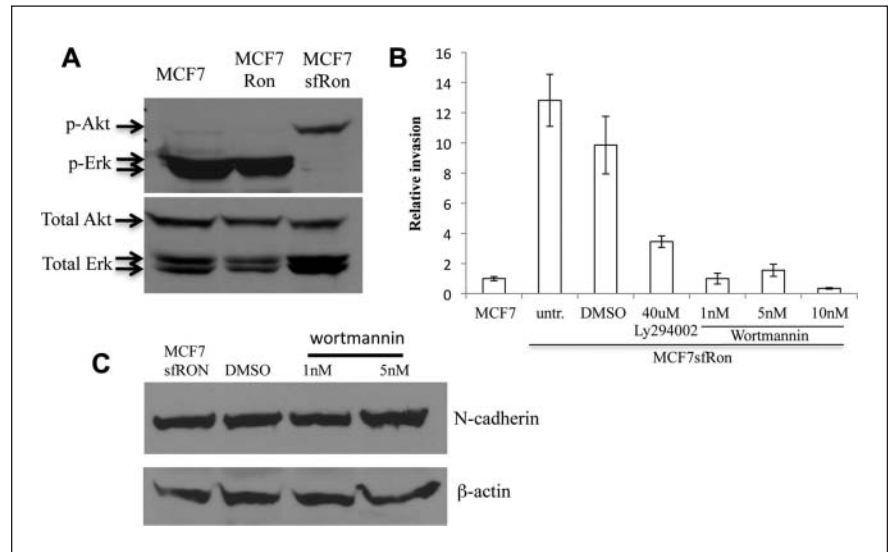 A
MCF7
MCF7
Ron
MCF7
sfRon
p-Akt
p-Erk
Total Akt
Total Erk
B
Relative invasion
16
14
12
10
8
6
4
2
0
MCF7
untr.
DMSO
40uM
1nM
5nM
10nM
Ly294002
Wortmannin
MCF7sfRon
C
MCF7
sfRON
DMSO
wortmannin
1nM
5nM
N-cadherin
β-actin